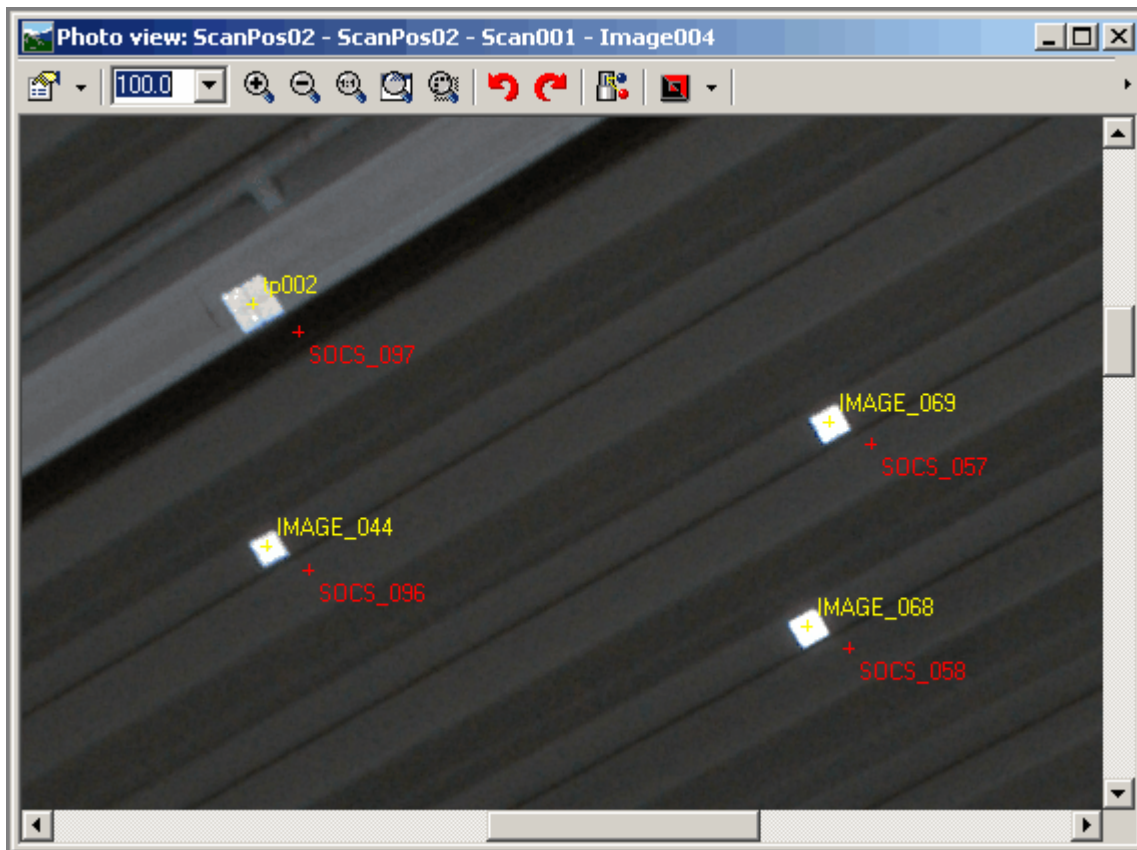 Photo view: ScanPos02 - ScanPos02 - Scan001 - Image004
100.0
tp002
SOCS_097
IMAGE_069
SOCS_057
IMAGE_044
SOCS_096
IMAGE_068
SOCS_058